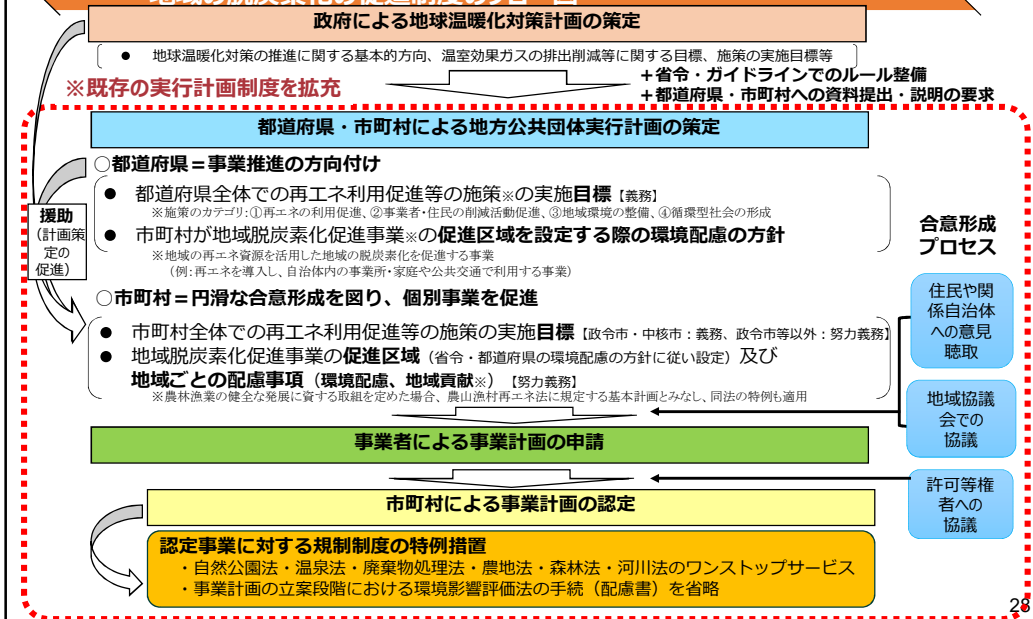 地域の脱炭素化の促進制度のフロー図
政府による地球温暖化対策計画の策定
● 地球温暖化対策の推進に関する基本的方向、温室効果ガスの排出削減等に関する目標、施策の実施目標等
※既存の実行計画制度を拡充
+省令・ガイドラインでのルール整備
+都道府県・市町村への資料提出・説明の要求
都道府県・市町村による地方公共団体実行計画の策定
○都道府県=事業推進の方向付け
● 都道府県全体での再エネ利用促進等の施策※の実施目標【義務】
※施策のカテゴリ:①再エネの利用促進、②事業者・住民の削減活動促進、③地域環境の整備、④循環型社会の形成
● 市町村が地域脱炭素化促進事業※の促進区域を設定する際の環境配慮の方針
※地域の再エネ資源を活用した地域の脱炭素化を促進する事業
(例:再エネを導入し、自治体内の事業所・家庭や公共交通で利用する事業)
○市町村=円滑な合意形成を図り、個別事業を促進
● 市町村全体での再エネ利用促進等の施策の実施目標【政令市・中核市:義務、政令市等以外:努力義務】
● 地域脱炭素化促進事業の促進区域(省令・都道府県の環境配慮の方針に従い設定)及び
地域ごとの配慮事項(環境配慮、地域貢献※)【努力義務】
※農林漁業の健全な発展に資する取組を定めた場合、農山漁村再エネ法に規定する基本計画とみなし、同法の特例も適用
援助
(計画策
定の
促進)
合意形成
プロセス
住民や関
係自治体
への意見
聴取
地域協議
会での
協議
許可等権
者への
協議
事業者による事業計画の申請
市町村による事業計画の認定
認定事業に対する規制制度の特例措置
・自然公園法・温泉法・廃棄物処理法・農地法・森林法・河川法のワンストップサービス
・事業計画の立案段階における環境影響評価法の手続(配慮書)を省略
28